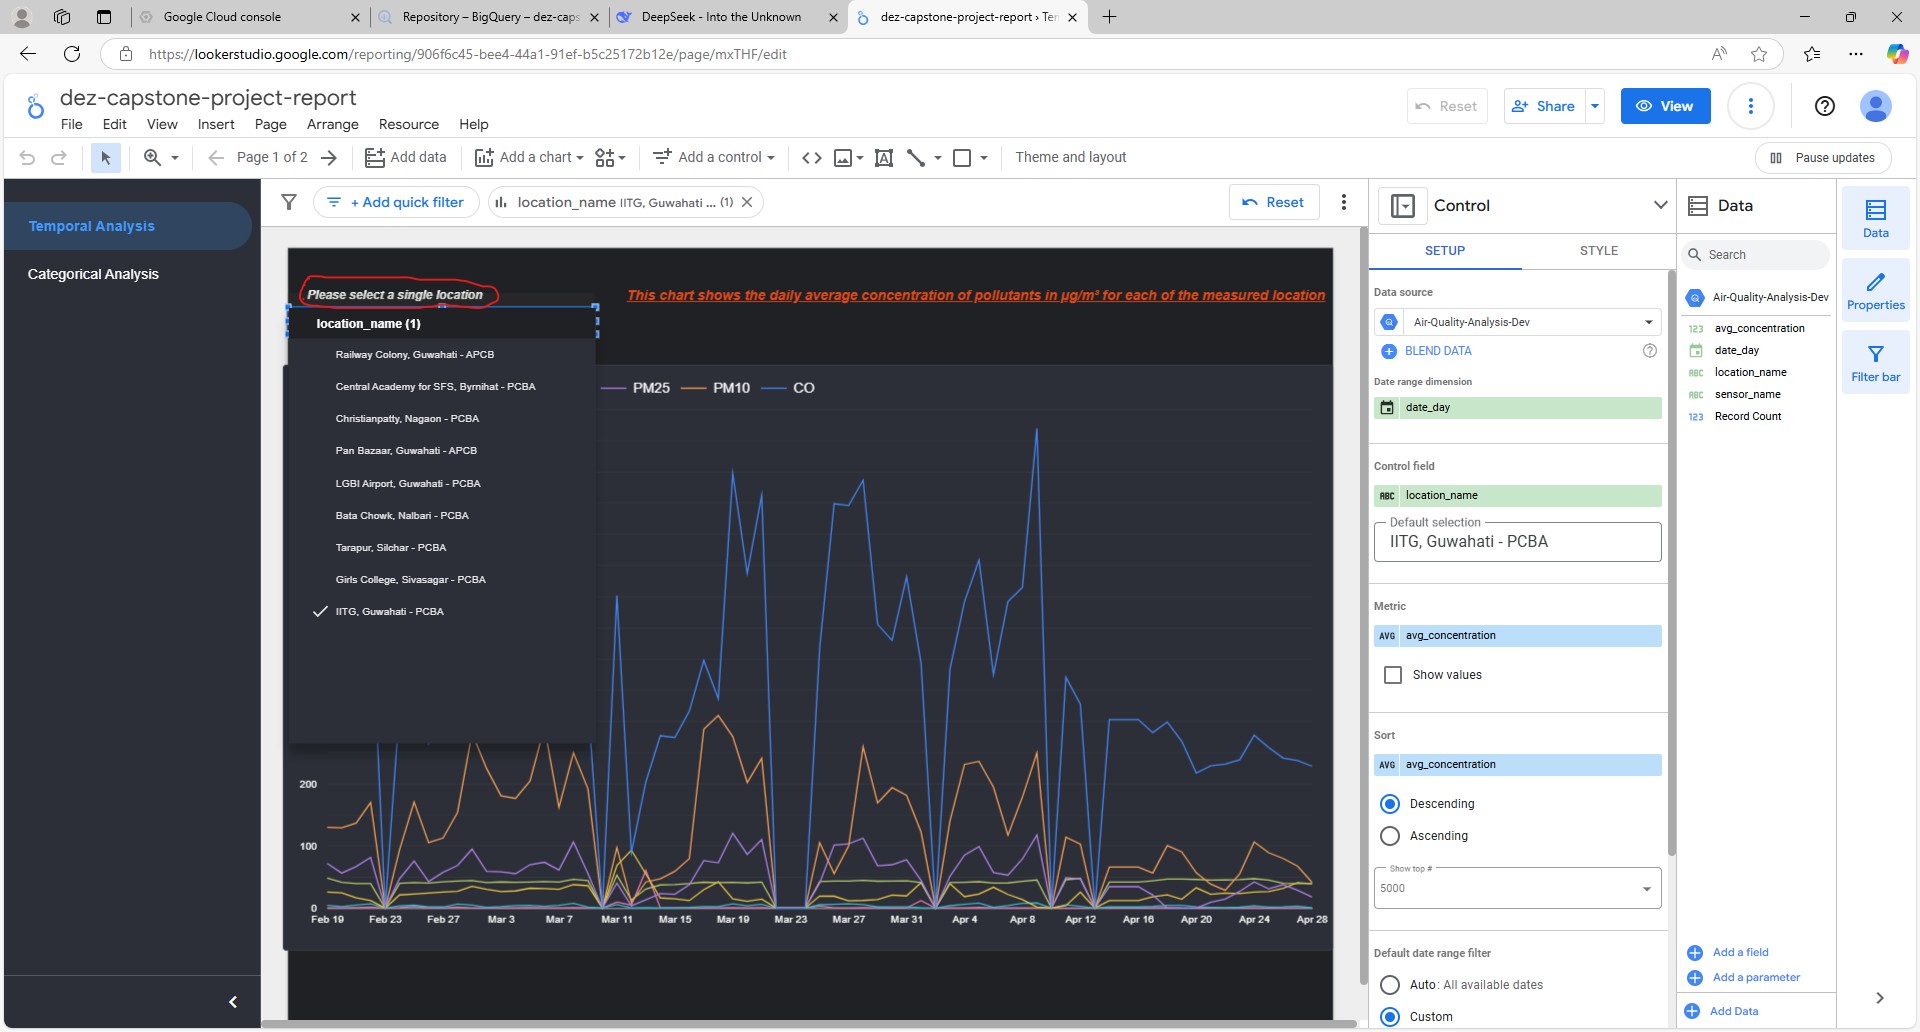 Google Cloud console
Repository – BigQuery – dez-caps
DeepSeek - Into the Unknown
dez-capstone-project-report › Ten
https://lookerstudio.google.com/reporting/906f6c45-bee4-44a1-91ef-b5c25172b12e/page/mxTHF/edit
dez-capstone-project-report
File Edit View Insert Page Arrange Resource Help
Reset
Share
View
Page 1 of 2
Add data
Add a chart
Add a control
Theme and layout
Pause updates
Temporal Analysis
Categorical Analysis
+ Add quick filter
location_name IITG, Guwahati ... (1)
Reset
Please select a single location
This chart shows the daily average concentration of pollutants in µg/m³ for each of the measured location
location_name (1)
Railway Colony, Guwahati - APCB
Central Academy for SFS, Byrnihat - PCBA
Christianpatty, Nagaon - PCBA
Pan Bazaar, Guwahati - APCB
LGBI Airport, Guwahati - PCBA
Bata Chowk, Nalbari - PCBA
Tarapur, Silchar - PCBA
Girls College, Sivasagar - PCBA
IITG, Guwahati - PCBA
PM25 PM10 CO
200
100
0
Feb 19 Feb 23 Feb 27 Mar 3 Mar 7 Mar 11 Mar 15 Mar 19 Mar 23 Mar 27 Mar 31 Apr 4 Apr 8 Apr 12 Apr 16 Apr 20 Apr 24 Apr 28
Control
SETUP STYLE
Data source
Air-Quality-Analysis-Dev
BLEND DATA
Date range dimension
date_day
Control field
ABC location_name
Default selection
IITG, Guwahati - PCBA
Metric
AVG avg_concentration
Show values
Sort
AVG avg_concentration
Descending
Ascending
Show top #
5000
Default date range filter
Auto: All available dates
Custom
Data
Search
Air-Quality-Analysis-Dev
123 avg_concentration
date_day
ABC location_name
ABC sensor_name
123 Record Count
Add a field
Add a parameter
Add Data
Data
Properties
Filter bar